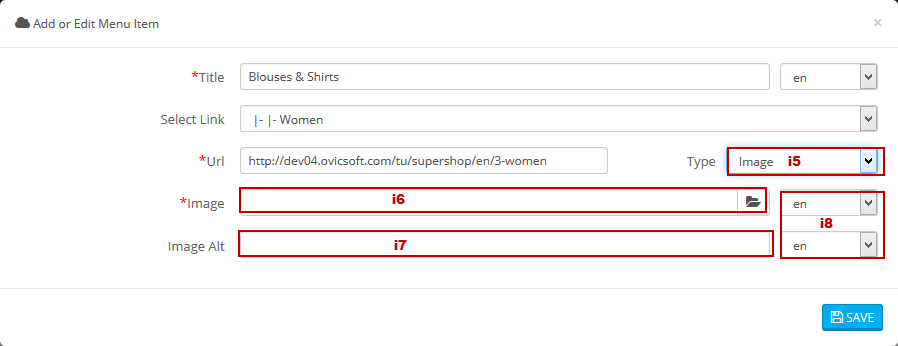 Add or Edit Menu Item ×
*Title Blouses & Shirts en
Select Link |- |- Women
*Url http://dev04.ovicsoft.com/tu/supershop/en/3-women Type Image i5
*Image i6 en
i8
Image Alt i7 en
SAVE